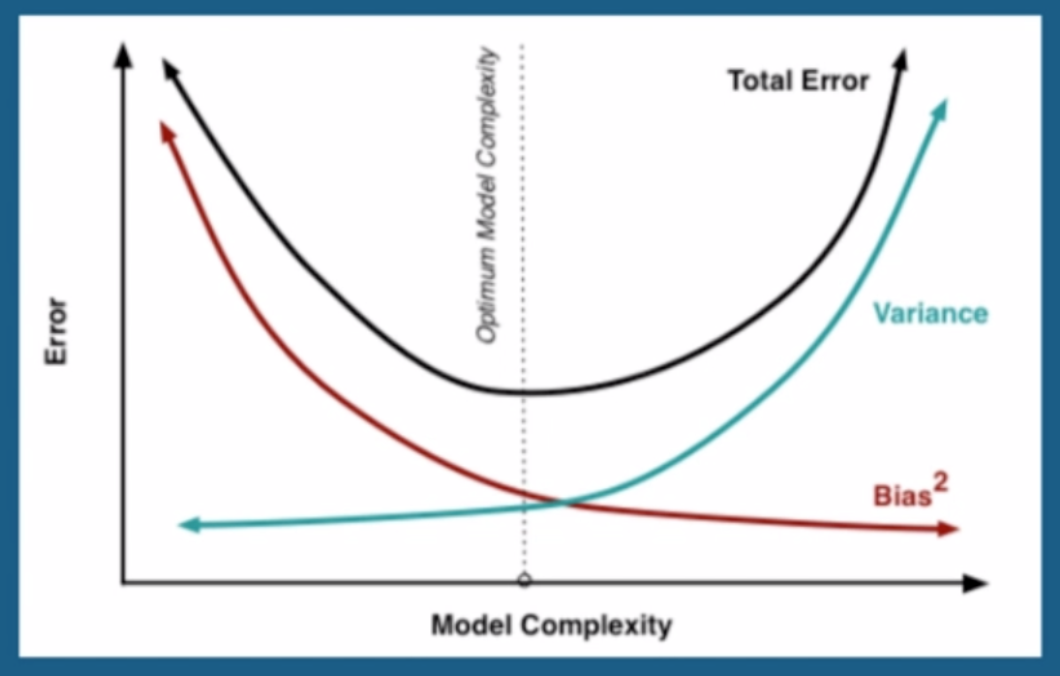 Optimum Model Complexity
Total Error
Error
Variance
Bias²
Model Complexity